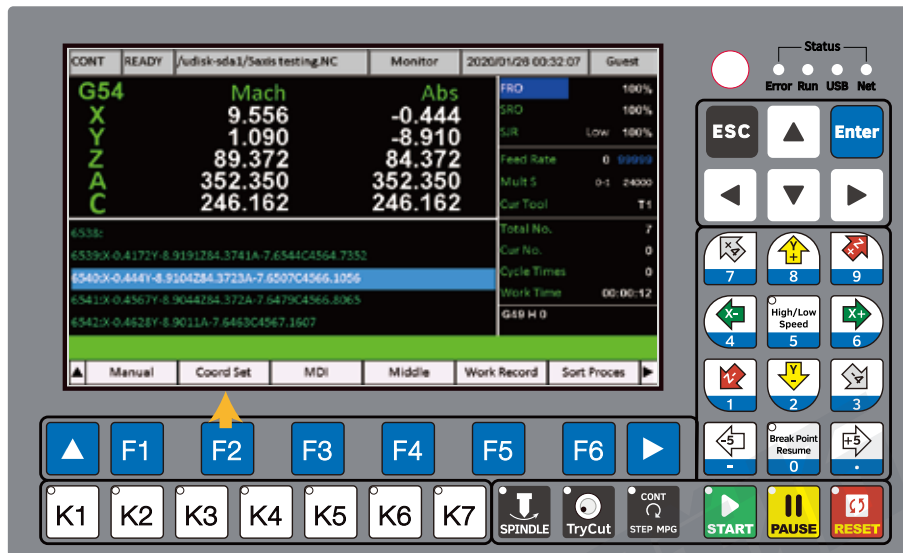 CONT READY /udisk-sda1/5axis testing.NC Monitor 2020/01/26 00:32:07 Guest
G54 Mach Abs
X 9.556 -0.444
Y 1.090 -8.910
Z 89.372 84.372
A 352.350 352.350
C 246.162 246.162
FRO 100%
SRO 100%
SJR Low 100%
Feed Rate 0 99999
Mult S 0-1 24000
Cur Tool T1
Total No. 7
Cur No. 0
Cycle Times 0
Work Time 00:00:12
G49 H 0
6538:
6539:X-0.4172Y-8.9191Z84.3741A-7.6544C4564.7352
6540:X-0.444Y-8.9104Z84.3723A-7.6507C4566.1056
6541:X-0.4567Y-8.9044Z84.372A-7.6479C4566.8065
6542:X-0.4628Y-8.9011A-7.6463C4567.1607
Manual Coord Set MDI Middle Work Record Sort Proces
Status
Error Run USB Net
ESC Enter
7 Y+ 8 9
X- 4 High/Low Speed 5 X+ 6
Z- 1 Y- 2 3
-5 - Break Point Resume 0 +5 .
F1 F2 F3 F4 F5 F6
K1 K2 K3 K4 K5 K6 K7
SPINDLE TryCut CONT STEP MPG START PAUSE RESET